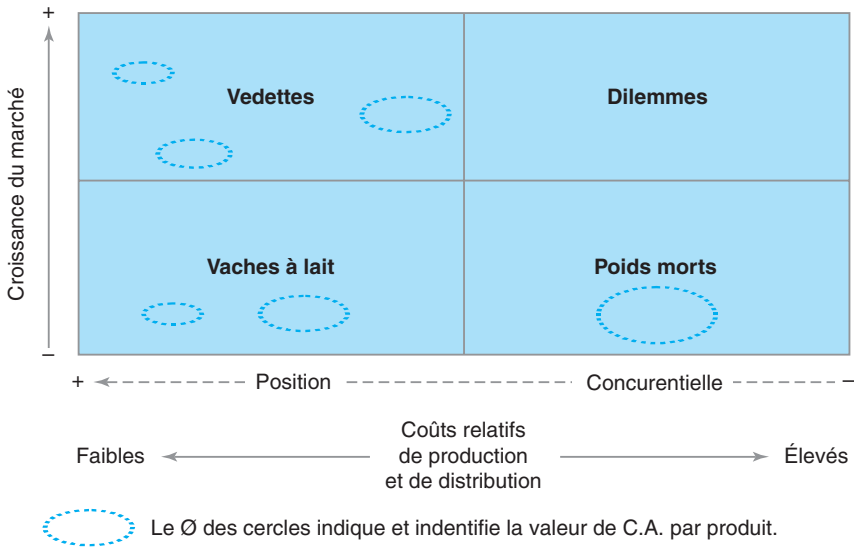 +
Croissance du marché
–
Vedettes
Dilemmes
Vaches à lait
Poids morts
+ Position Concurentielle –
Faibles
Coûts relatifs
de production
et de distribution
Élevés
Le Ø des cercles indique et indentifie la valeur de C.A. par produit.